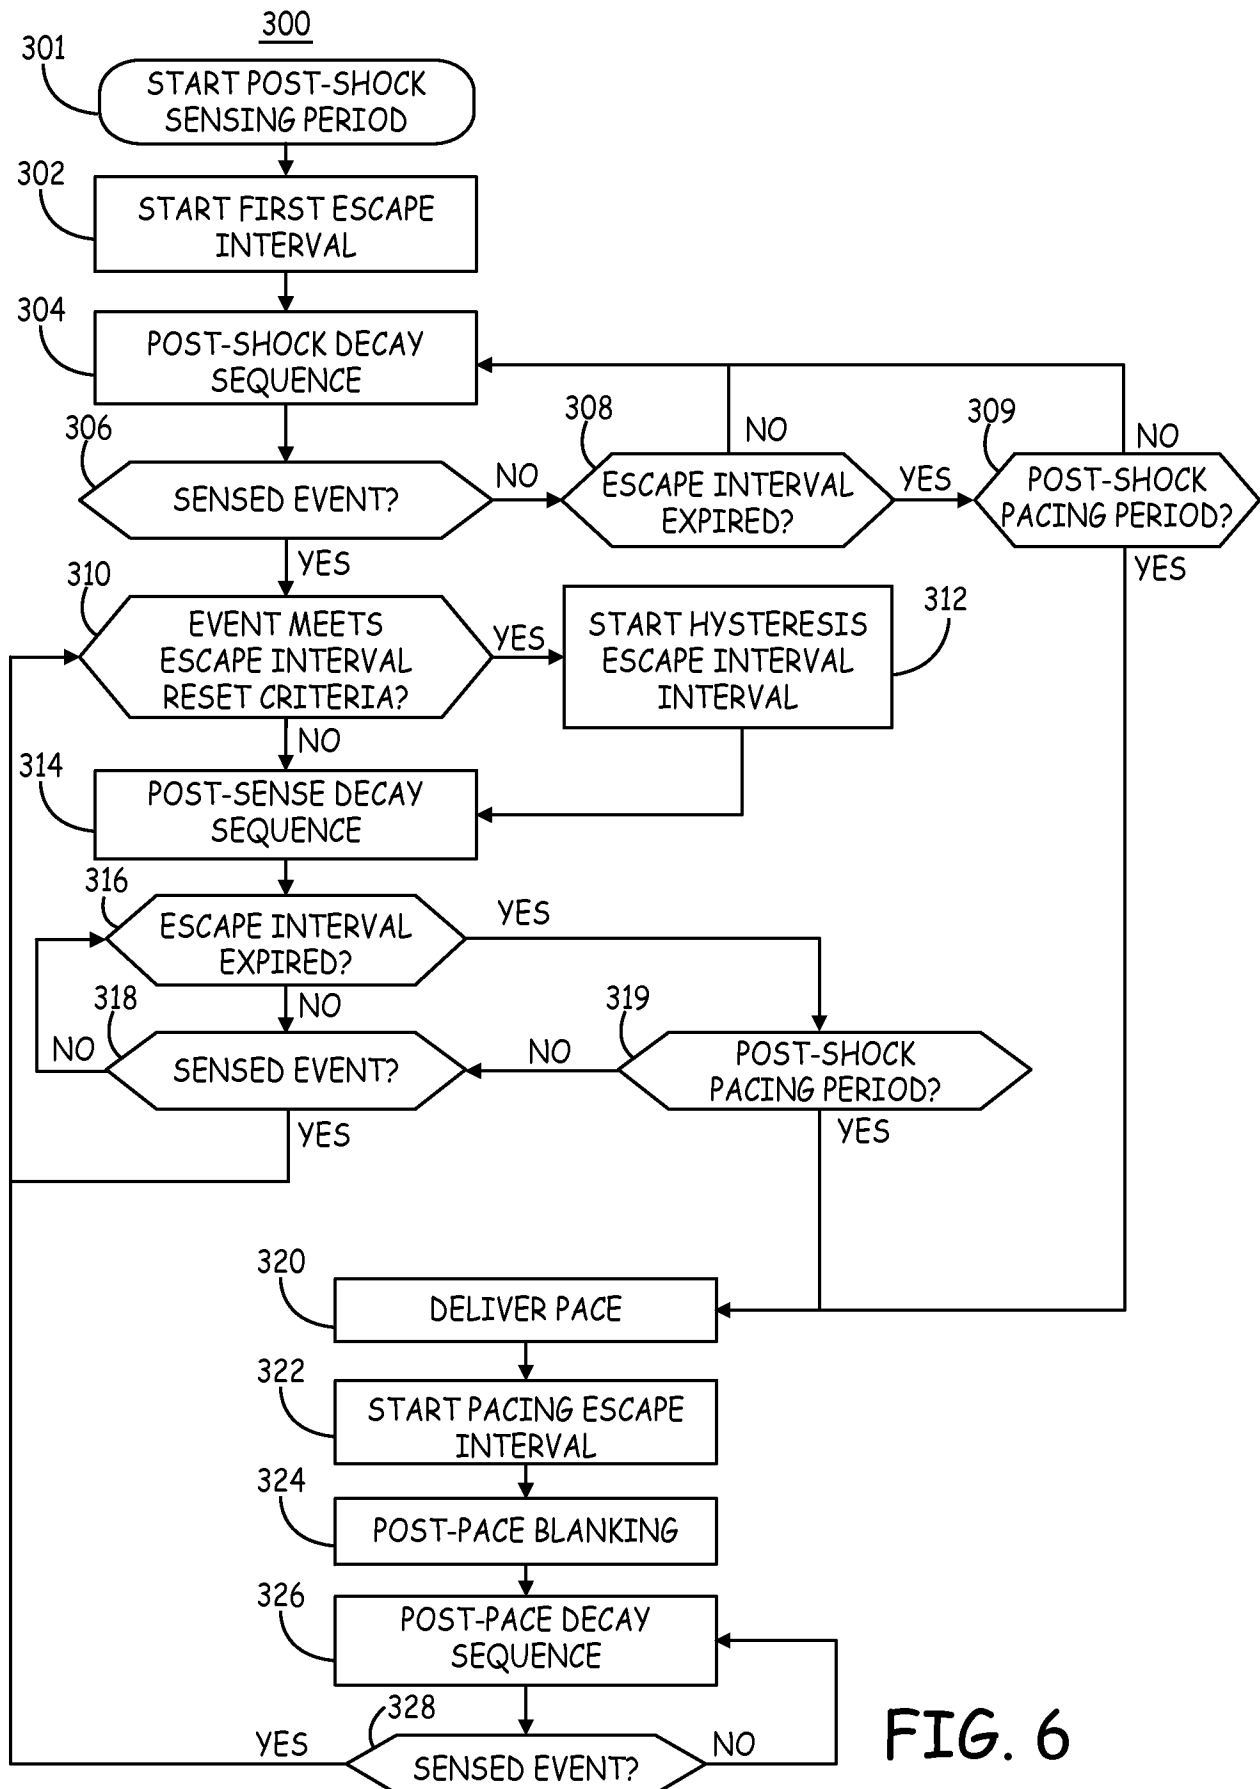 300
301
START POST-SHOCK
SENSING PERIOD
302
START FIRST ESCAPE
INTERVAL
304
POST-SHOCK DECAY
SEQUENCE
306
SENSED EVENT?
NO
YES
308
ESCAPE INTERVAL
EXPIRED?
NO
YES
309
POST-SHOCK
PACING PERIOD?
NO
YES
310
EVENT MEETS
ESCAPE INTERVAL
RESET CRITERIA?
YES
NO
312
START HYSTERESIS
ESCAPE INTERVAL
INTERVAL
314
POST-SENSE DECAY
SEQUENCE
316
ESCAPE INTERVAL
EXPIRED?
YES
NO
318
SENSED EVENT?
NO
YES
319
POST-SHOCK
PACING PERIOD?
NO
YES
320
DELIVER PACE
322
START PACING ESCAPE
INTERVAL
324
POST-PACE BLANKING
326
POST-PACE DECAY
SEQUENCE
328
SENSED EVENT?
YES
NO
FIG. 6